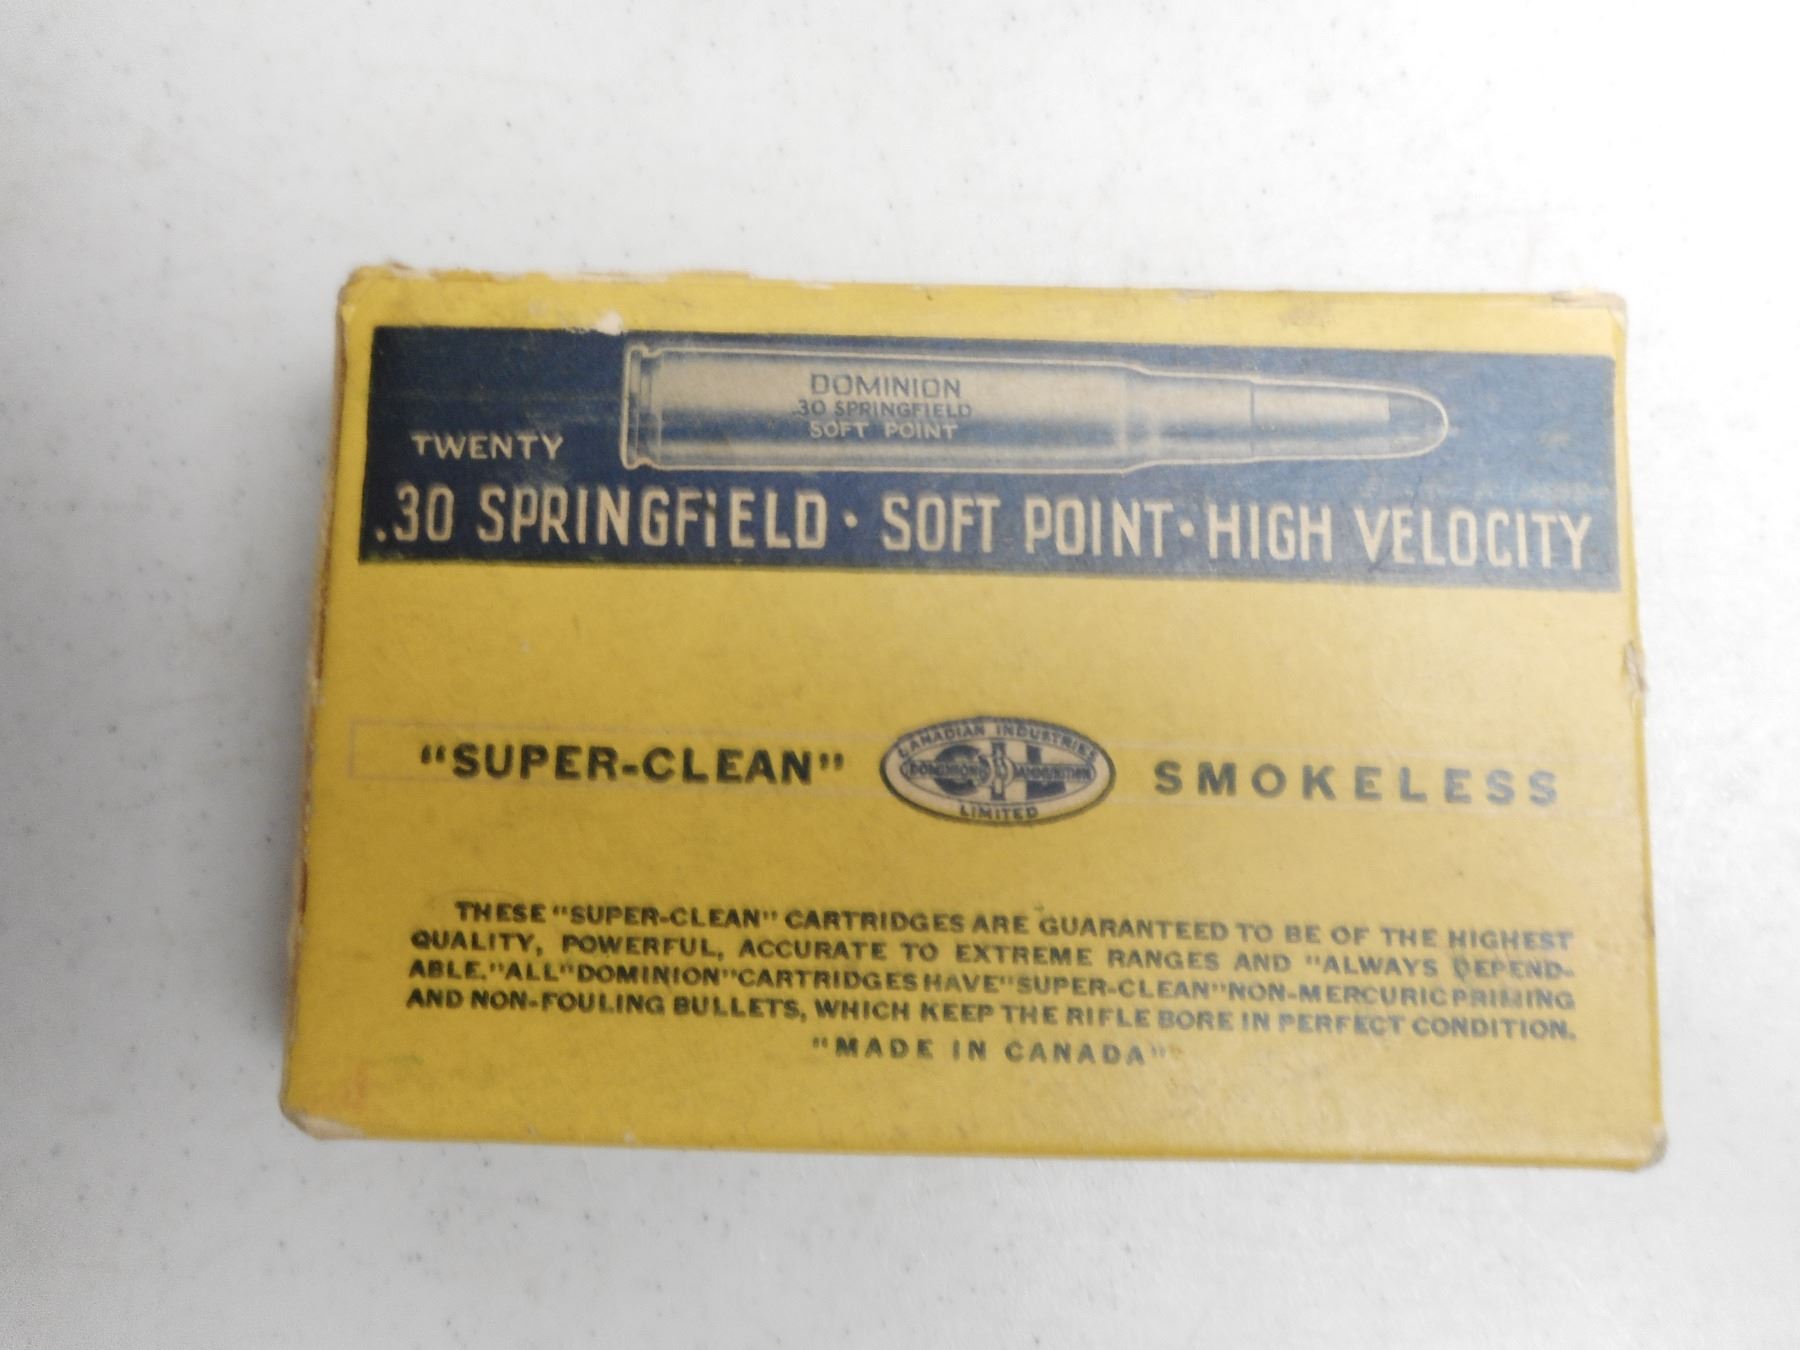 DOMINION
.30 SPRINGFIELD
SOFT POINT
TWENTY
.30 SPRINGFIELD · SOFT POINT · HIGH VELOCITY
"SUPER-CLEAN"
CANADIAN INDUSTRIES
CIL
DOMINION AMMUNITION
LIMITED
SMOKELESS
THESE "SUPER-CLEAN" CARTRIDGES ARE GUARANTEED TO BE OF THE HIGHEST
QUALITY, POWERFUL, ACCURATE TO EXTREME RANGES AND "ALWAYS DEPEND-
ABLE." ALL "DOMINION" CARTRIDGES HAVE "SUPER-CLEAN" NON-MERCURIC PRIMING
AND NON-FOULING BULLETS, WHICH KEEP THE RIFLE BORE IN PERFECT CONDITION.
"MADE IN CANADA"